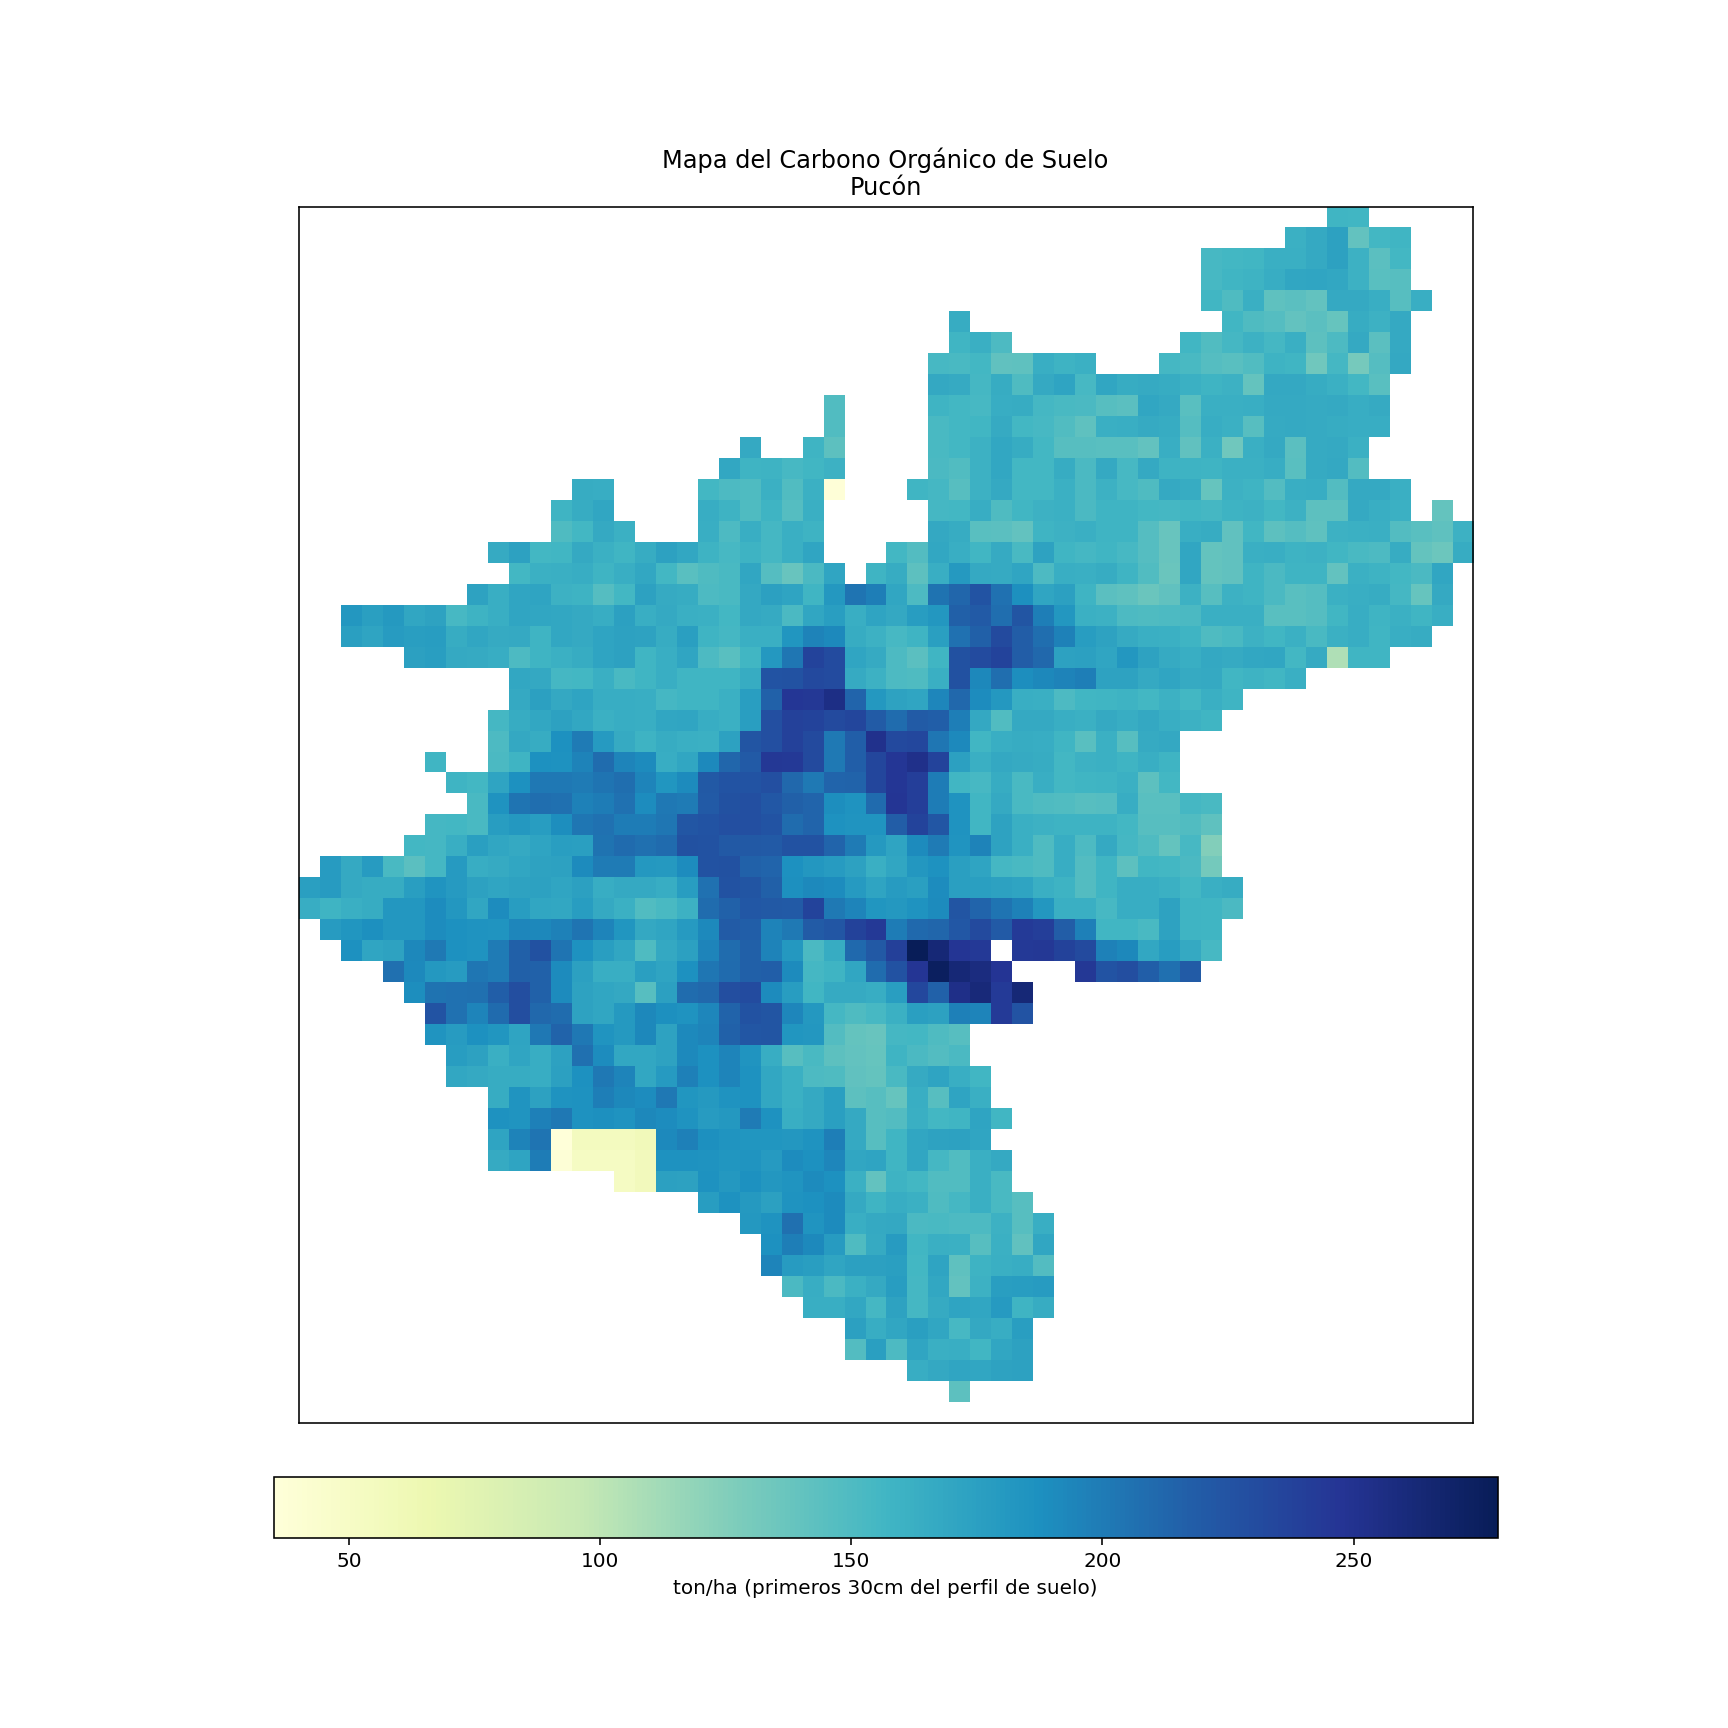 Mapa del Carbono Orgánico de Suelo
Pucón
50 100 150 200 250
ton/ha (primeros 30cm del perfil de suelo)